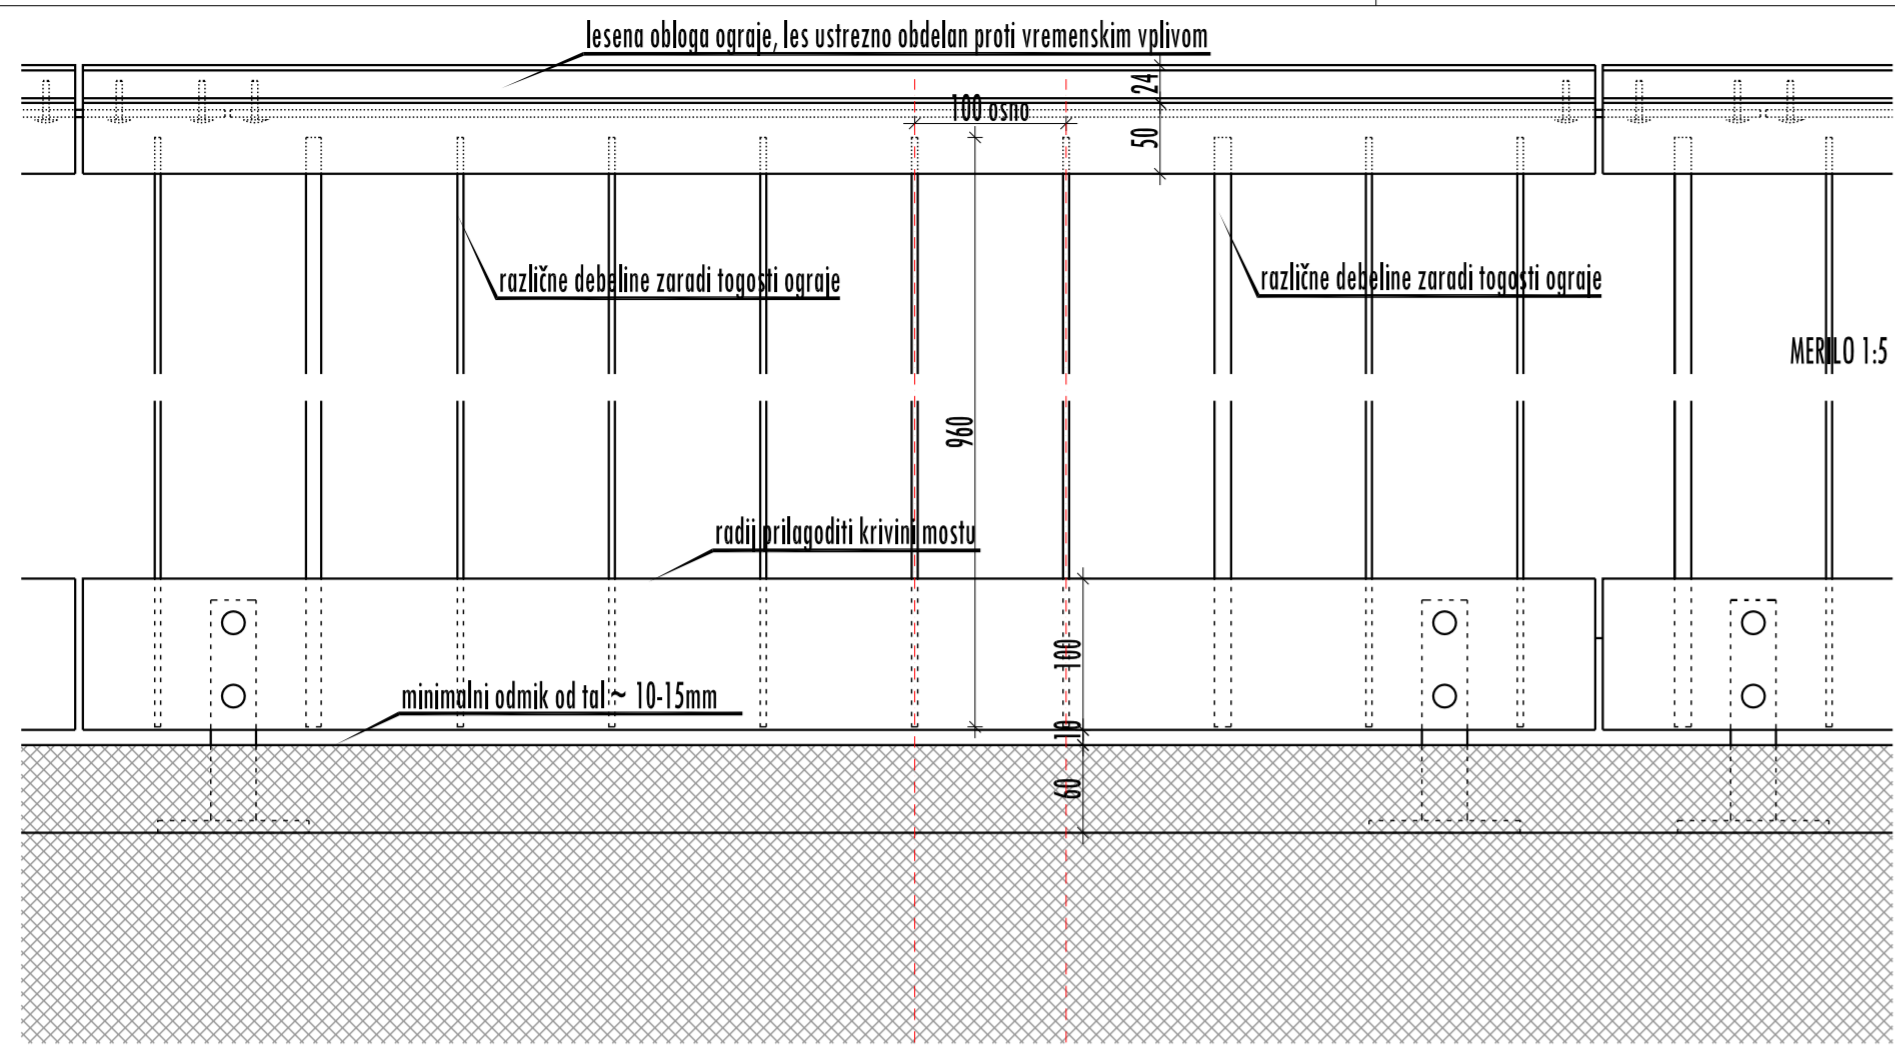 lesena obloga ograje, les ustrezno obdelan proti vremenskim vplivom
24
100 osno
50
različne debeline zaradi togosti ograje
različne debeline zaradi togosti ograje
MERILO 1:5
960
radij prilagoditi krivini mostu
100
minimalni odmik od tal ~ 10-15mm
10
60